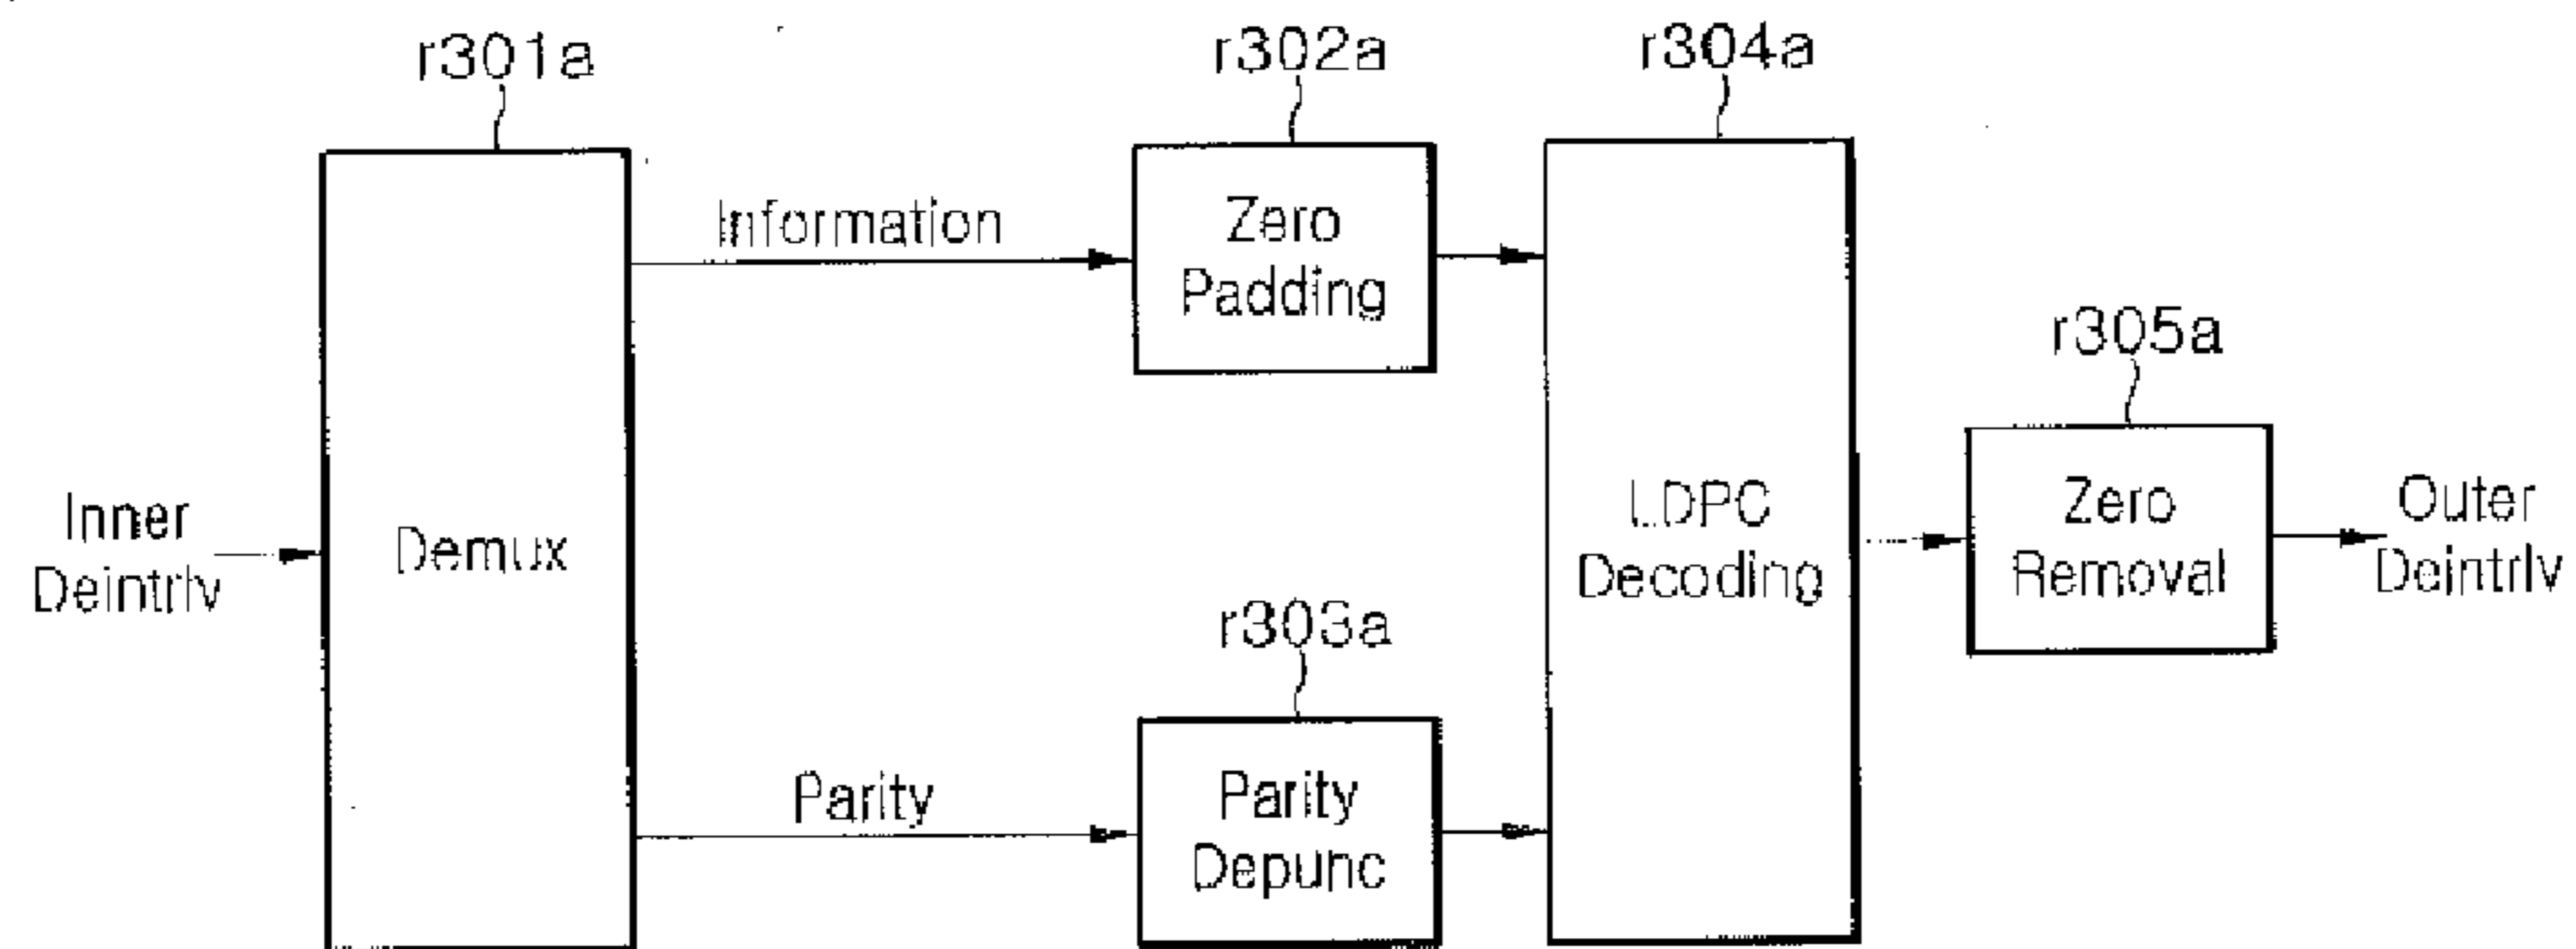 r301a
r302a
r304a
Information
Zero
Padding
r305a
Inner
Deintrlv
Demux
LDPC
Decoding
Zero
Removal
Outer
Deintrlv
r303a
Parity
Parity
Depunc